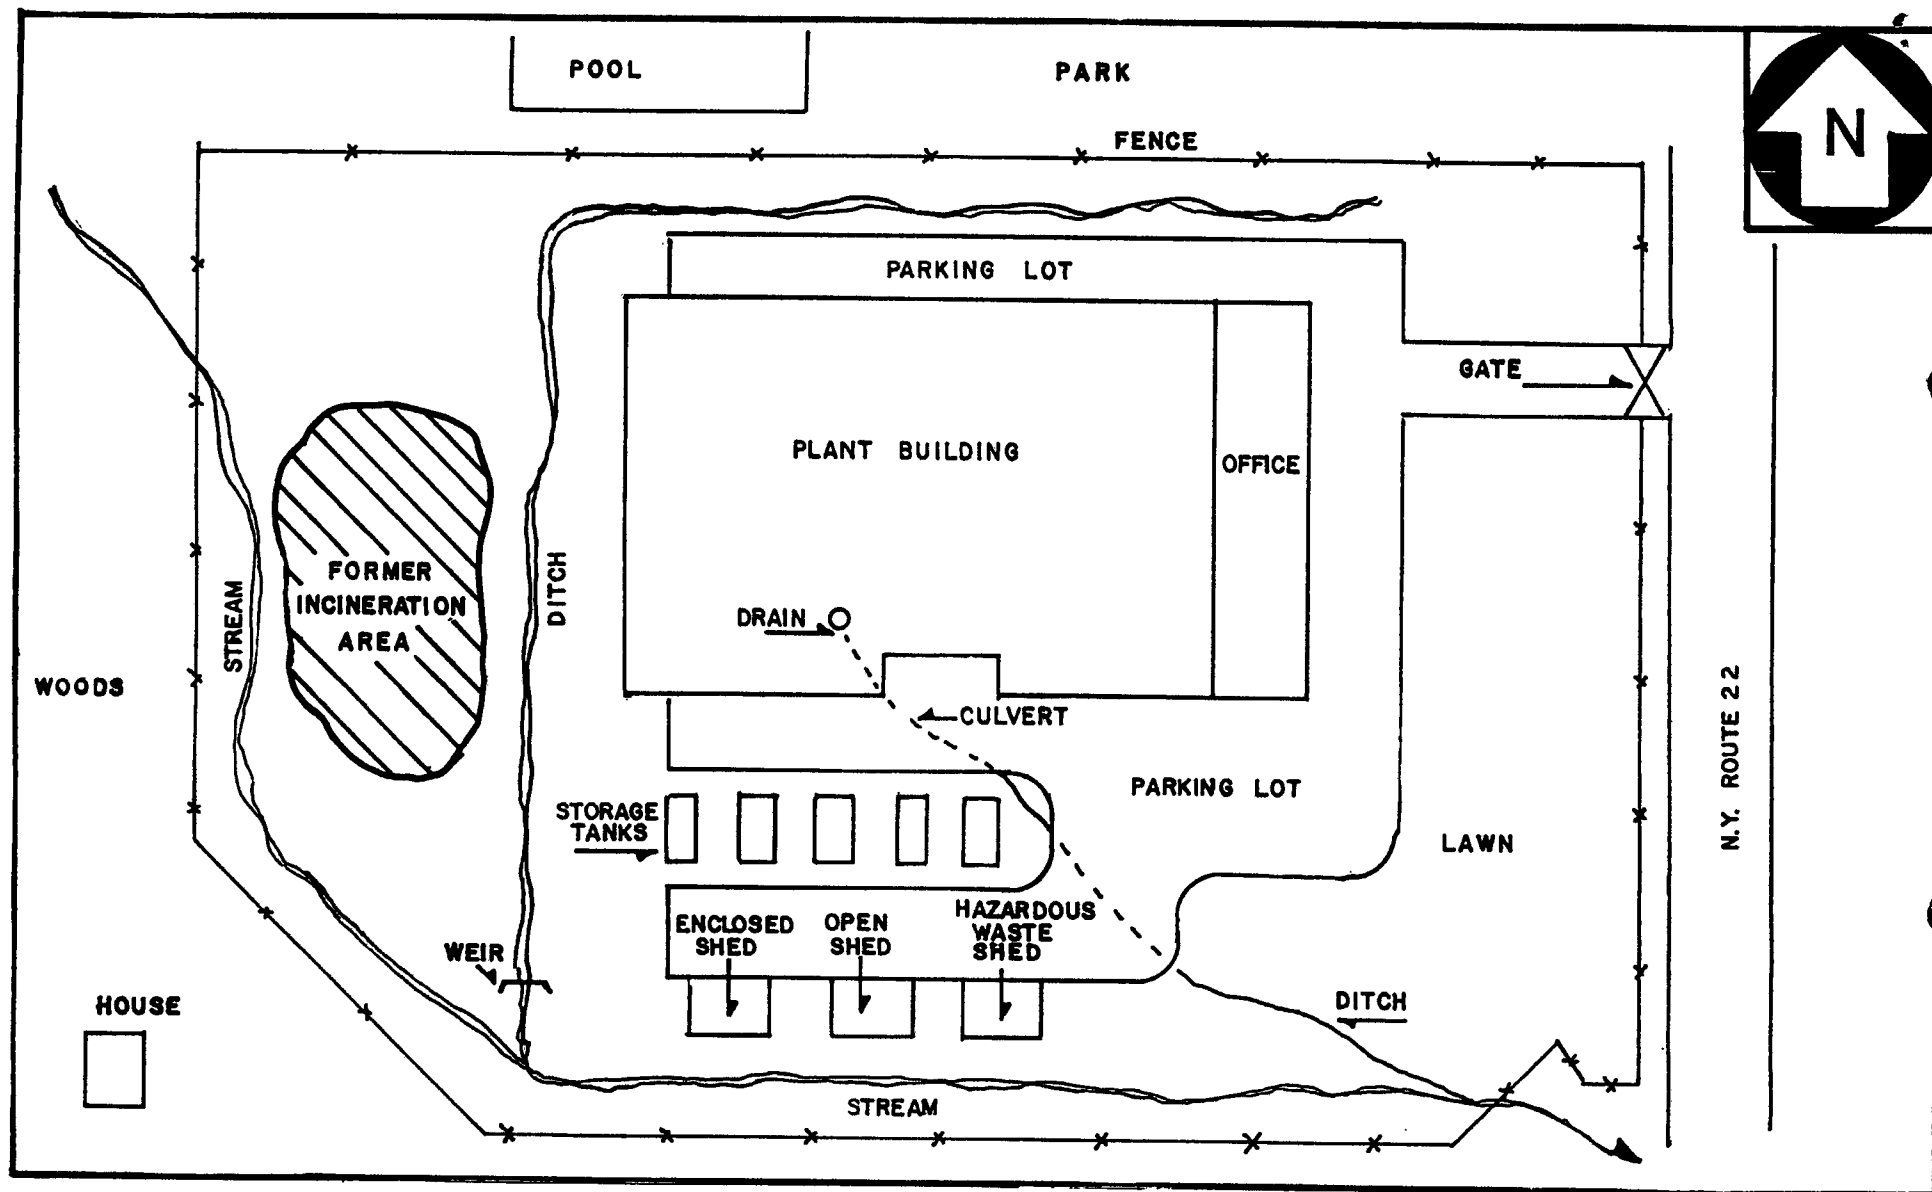 POOL
PARK
FENCE
N
PARKING LOT
GATE
PLANT BUILDING
OFFICE
DITCH
FORMER
INCINERATION
AREA
STREAM
DRAIN
WOODS
CULVERT
N.Y. ROUTE 22
PARKING LOT
STORAGE
TANKS
LAWN
ENCLOSED
SHED
OPEN
SHED
HAZARDOUS
WASTE
SHED
WEIR
HOUSE
DITCH
STREAM